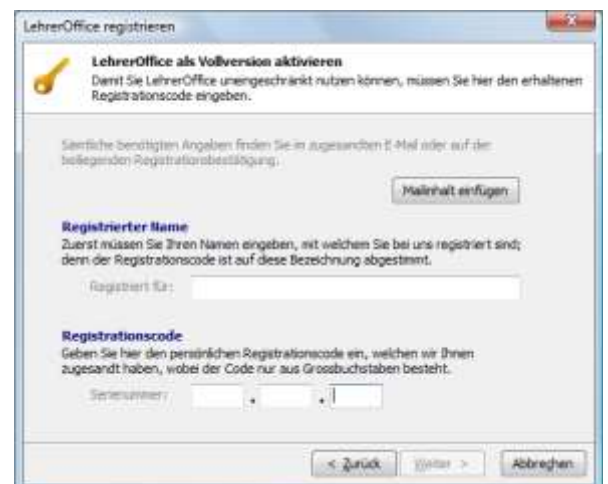 LehrerOffice registrieren
LehrerOffice als Vollversion aktivieren
Damit Sie LehrerOffice uneingeschränkt nutzen können, müssen Sie hier den erhaltenen
Registrationscode eingeben.
Sämtliche benötigten Angaben finden Sie im zugesandten E-Mail oder auf der
beiliegenden Registrationsbestätigung.
Mailinhalt einfügen
Registrierter Name
Zuerst müssen Sie Ihren Namen eingeben, mit welchem Sie bei uns registriert sind;
denn der Registrationscode ist auf diese Bezeichnung abgestimmt.
Registriert für:
Registrationscode
Geben Sie hier den persönlichen Registrationscode ein, welchen wir Ihnen
zugesandt haben, wobei der Code nur aus Grossbuchstaben besteht.
Serienummer:
< Zurück Weiter > Abbrechen